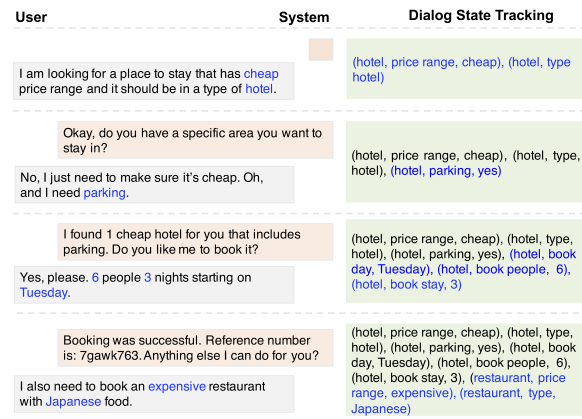 User
System
Dialog State Tracking
I am looking for a place to stay that has cheap
price range and it should be in a type of hotel.
(hotel, price range, cheap), (hotel, type
hotel)
Okay, do you have a specific area you want to
stay in?
No, I just need to make sure it's cheap. Oh,
and I need parking.
(hotel, price range, cheap), (hotel, type,
hotel), (hotel, parking, yes)
I found 1 cheap hotel for you that includes
parking. Do you like me to book it?
Yes, please. 6 people 3 nights starting on
Tuesday.
(hotel, price range, cheap), (hotel, type,
hotel), (hotel, parking, yes), (hotel, book
day, Tuesday), (hotel, book people, 6),
(hotel, book stay, 3)
Booking was successful. Reference number
is: 7gawk763. Anything else I can do for you?
I also need to book an expensive restaurant
with Japanese food.
(hotel, price range, cheap), (hotel, type,
hotel), (hotel, parking, yes), (hotel, book
day, Tuesday), (hotel, book people, 6),
(hotel, book stay, 3), (restaurant, price
range, expensive), (restaurant, type,
Japanese)